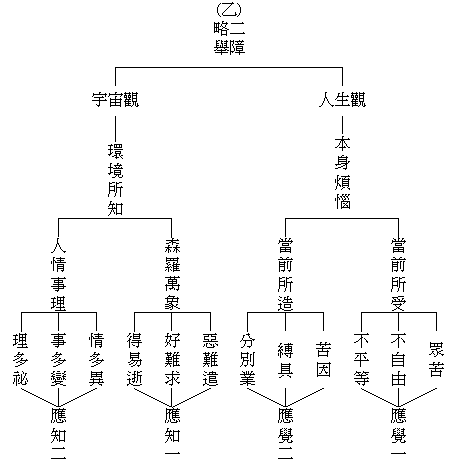 (乙)
二障
略舉
人生觀
宇宙觀
本身煩惱
環境所知
當前所受
當前所造
森羅萬象
人情事理
眾苦
不自由
不平等
苦因
縛具
分別業
惡難遣
好難求
得易逝
情多異
事多變
理多祕
應覺一
應覺二
應知一
應知二